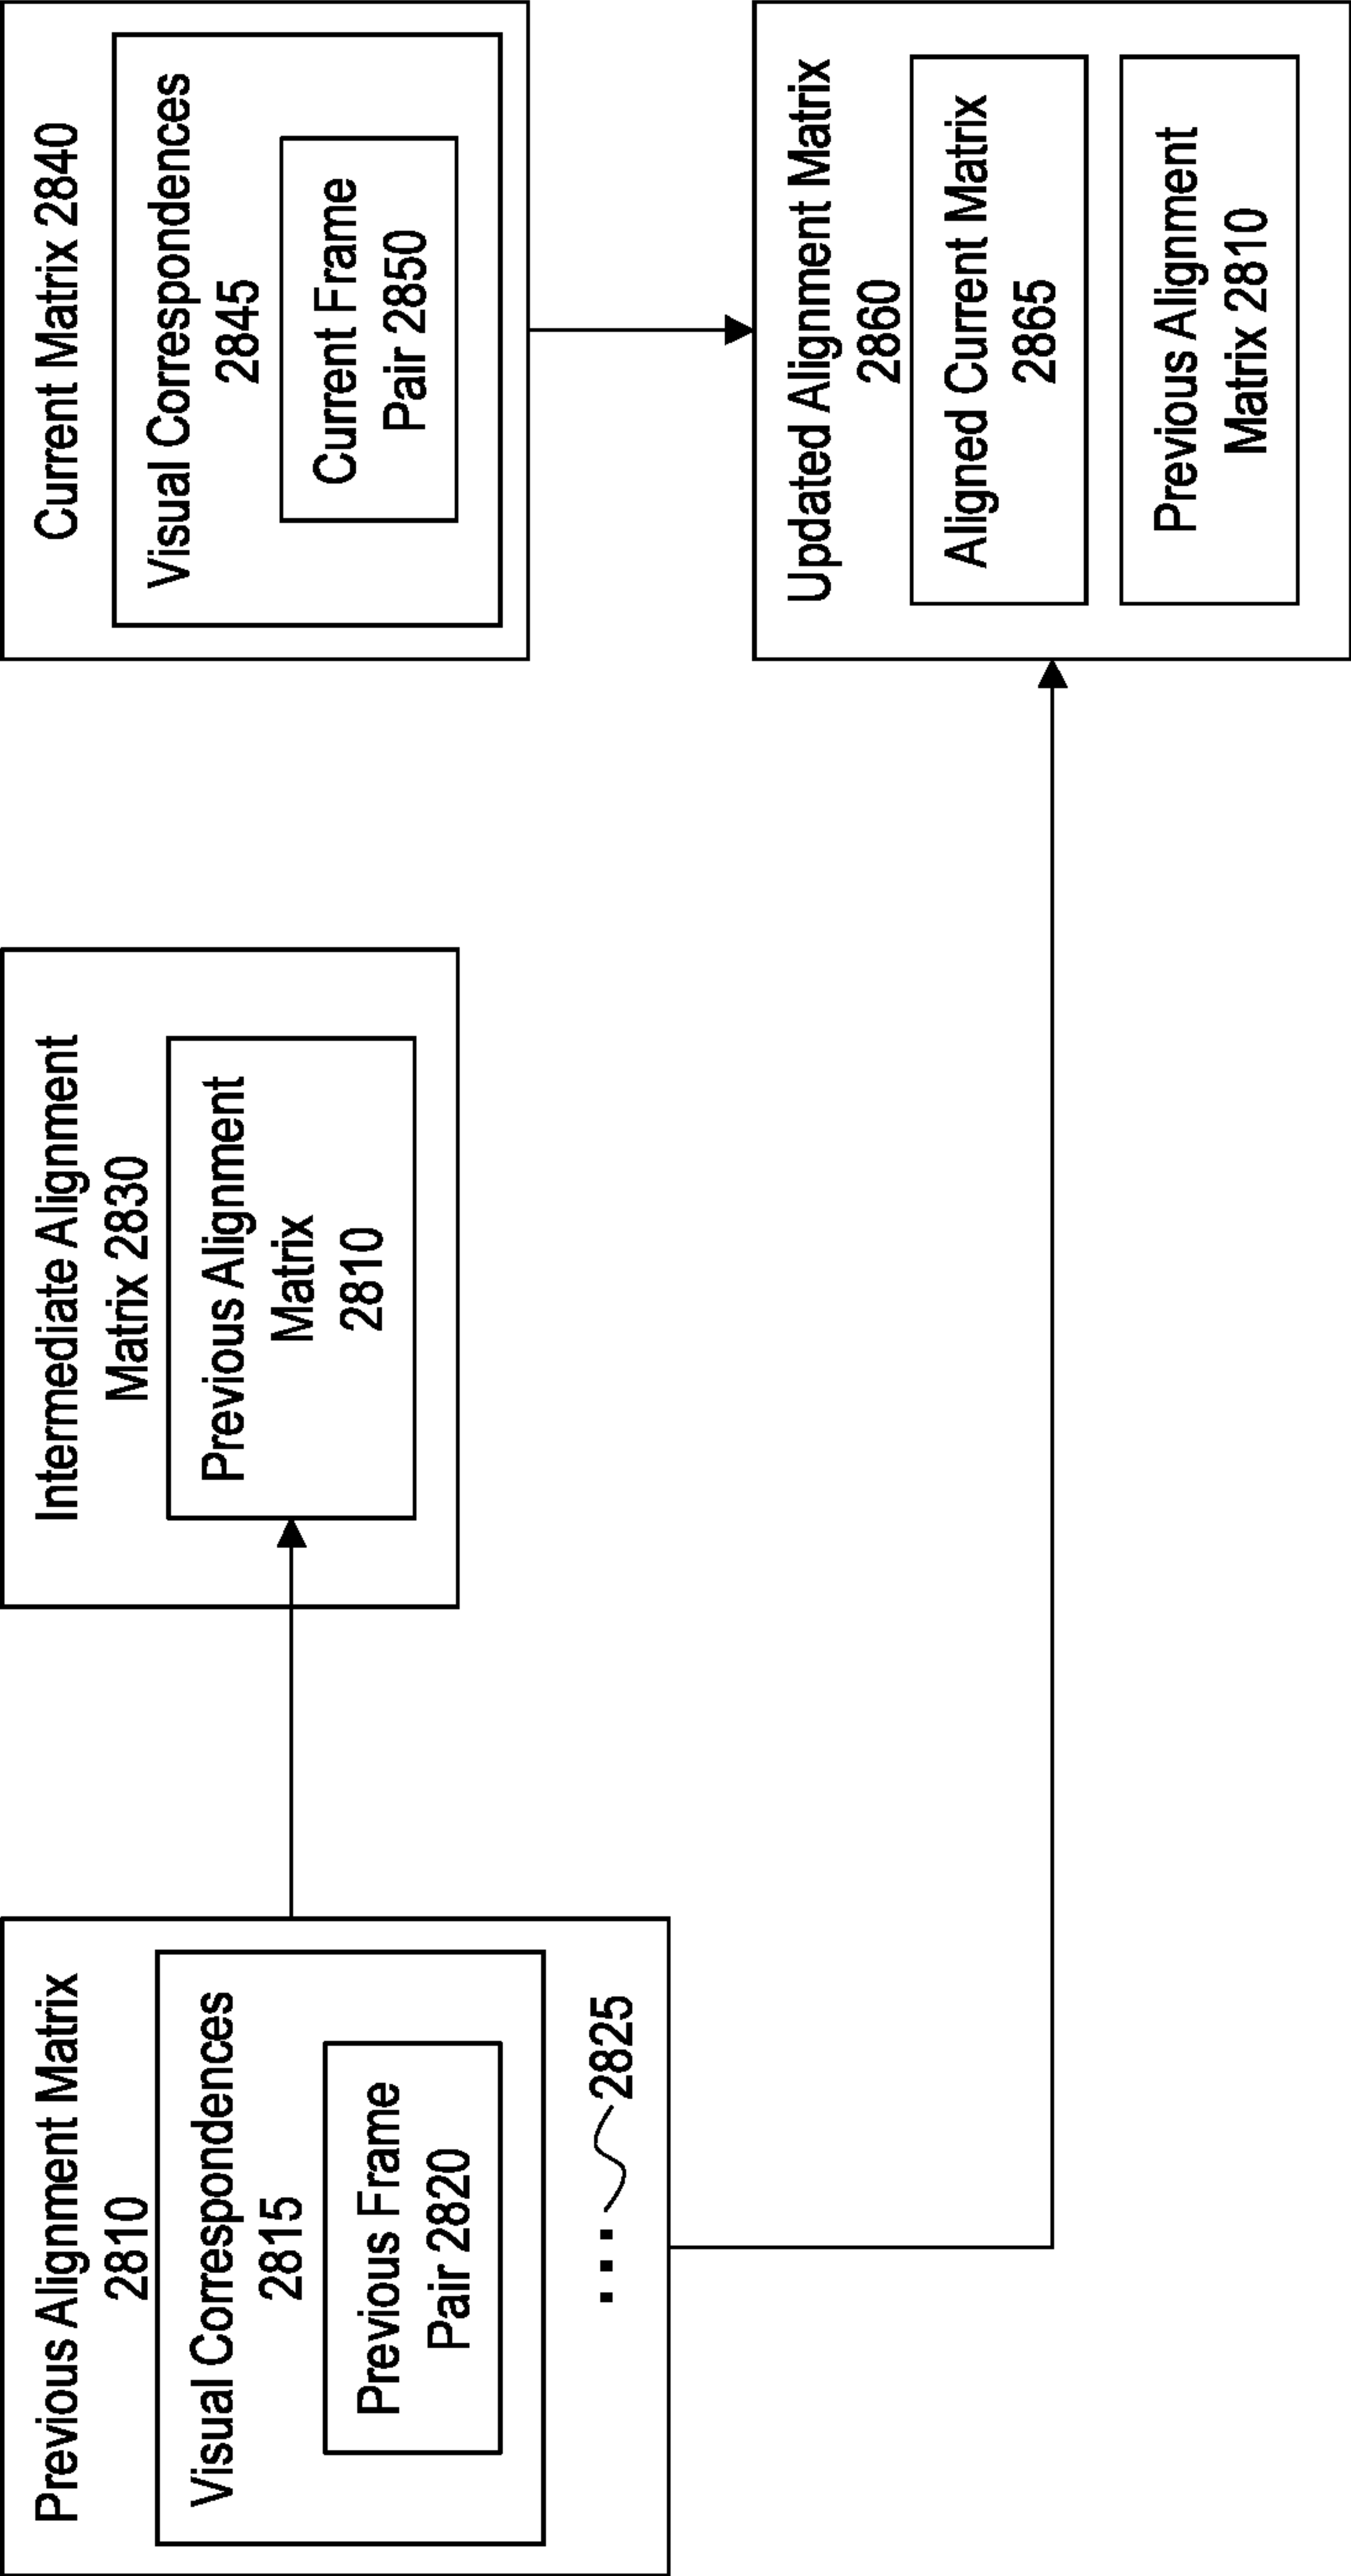 Previous Alignment Matrix
2810
Visual Correspondences
2815
Previous Frame
Pair 2820
2825
Intermediate Alignment
Matrix 2830
Previous Alignment
Matrix
2810
Current Matrix 2840
Visual Correspondences
2845
Current Frame
Pair 2850
Updated Alignment Matrix
2860
Aligned Current Matrix
2865
Previous Alignment
Matrix 2810